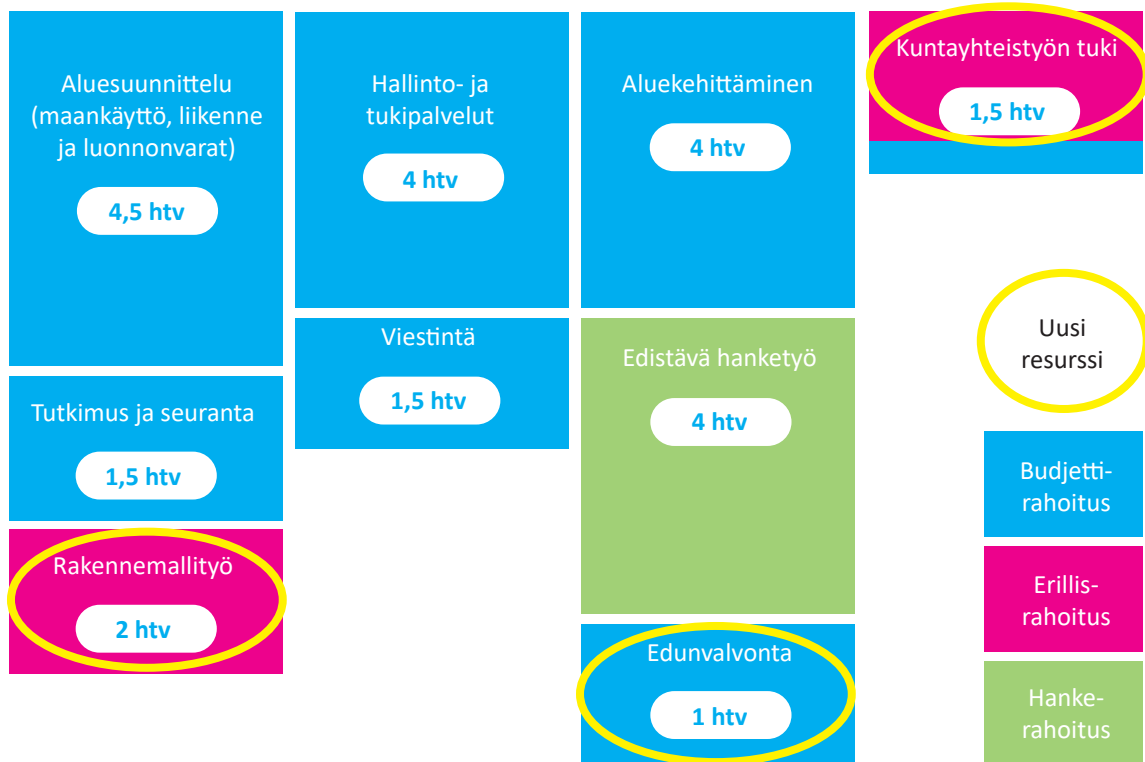 Aluesuunnittelu
(maankäyttö, liikenne
ja luonnonvarat)
4,5 htv
Tutkimus ja seuranta
1,5 htv
Rakennemallityö
2 htv
Hallinto- ja
tukipalvelut
4 htv
Viestintä
1,5 htv
Aluekehittäminen
4 htv
Edistävä hanketyö
4 htv
Edunvalvonta
1 htv
Kuntayhteistyön tuki
1,5 htv
Uusi
resurssi
Budjetti-
rahoitus
Erillis-
rahoitus
Hanke-
rahoitus